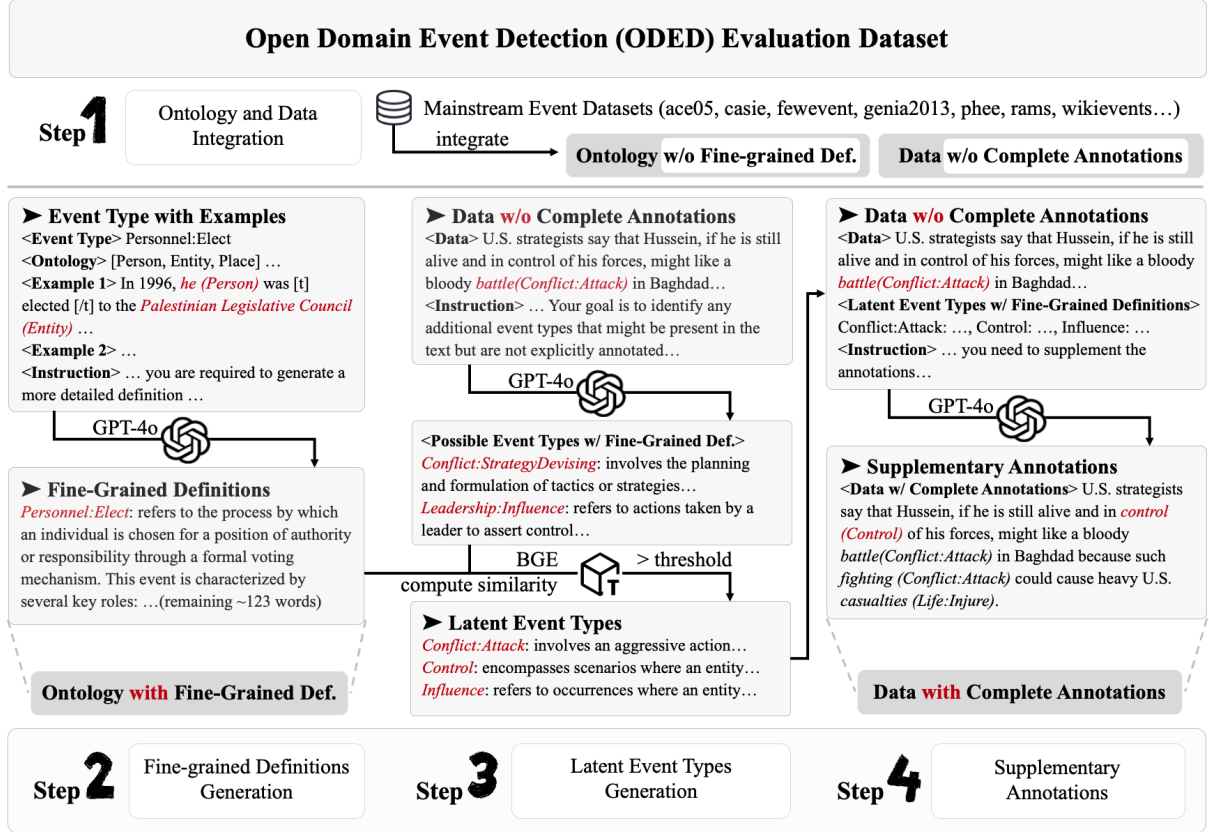 Open Domain Event Detection (ODED) Evaluation Dataset
Step 1
Ontology and Data
Integration
Mainstream Event Datasets (ace05, casie, fewevent, genia2013, phee, rams, wikievents…)
integrate
Ontology w/o Fine-grained Def.
Data w/o Complete Annotations
➤ Event Type with Examples
<Event Type> Personnel:Elect
<Ontology> [Person, Entity, Place] …
<Example 1> In 1996, he (Person) was [t]
elected [/t] to the Palestinian Legislative Council
(Entity) …
<Example 2> …
<Instruction> … you are required to generate a
more detailed definition …
GPT-4o
➤ Fine-Grained Definitions
Personnel:Elect: refers to the process by which
an individual is chosen for a position of authority
or responsibility through a formal voting
mechanism. This event is characterized by
several key roles: …(remaining ~123 words)
Ontology with Fine-Grained Def.
➤ Data w/o Complete Annotations
<Data> U.S. strategists say that Hussein, if he is still
alive and in control of his forces, might like a
bloody battle(Conflict:Attack) in Baghdad…
<Instruction> … Your goal is to identify any
additional event types that might be present in the
text but are not explicitly annotated…
GPT-4o
<Possible Event Types w/ Fine-Grained Def.>
Conflict:StrategyDevising: involves the planning
and formulation of tactics or strategies…
Leadership:Influence: refers to actions taken by a
leader to assert control…
BGE
compute similarity
T
> threshold
➤ Latent Event Types
Conflict:Attack: involves an aggressive action…
Control: encompasses scenarios where an entity…
Influence: refers to occurrences where an entity…
➤ Data w/o Complete Annotations
<Data> U.S. strategists say that Hussein, if he is still
alive and in control of his forces, might like a bloody
battle(Conflict:Attack) in Baghdad…
<Latent Event Types w/ Fine-Grained Definitions>
Conflict:Attack: …, Control: …, Influence: …
<Instruction> … you need to supplement the
annotations…
GPT-4o
➤ Supplementary Annotations
<Data w/ Complete Annotations> U.S. strategists
say that Hussein, if he is still alive and in control
(Control) of his forces, might like a bloody
battle(Conflict:Attack) in Baghdad because such
fighting (Conflict:Attack) could cause heavy U.S.
casualties (Life:Injure).
Data with Complete Annotations
Step 2
Fine-grained Definitions
Generation
Step 3
Latent Event Types
Generation
Step 4
Supplementary
Annotations